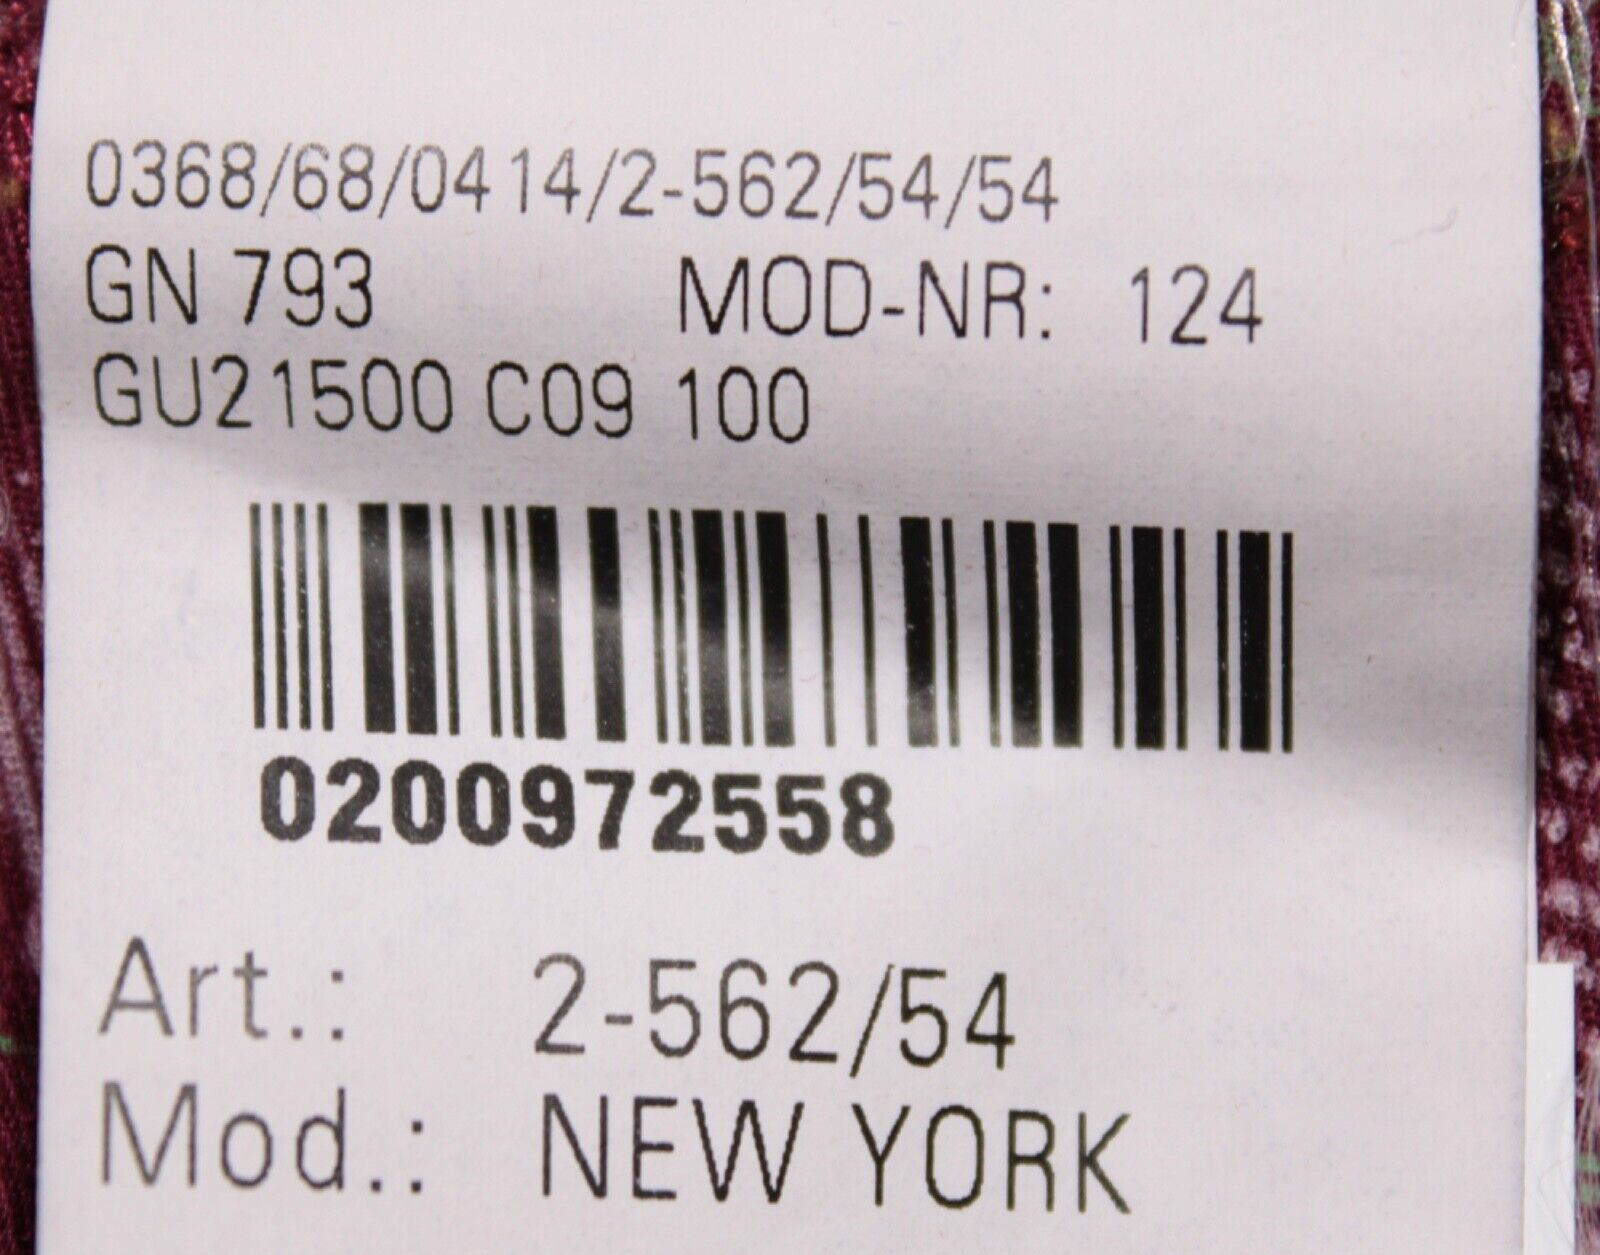 0368/68/0414/2-562/54/54
GN 793 MOD-NR: 124
GU21500 C09 100
0200972558
Art.: 2-562/54
Mod.: NEW YORK